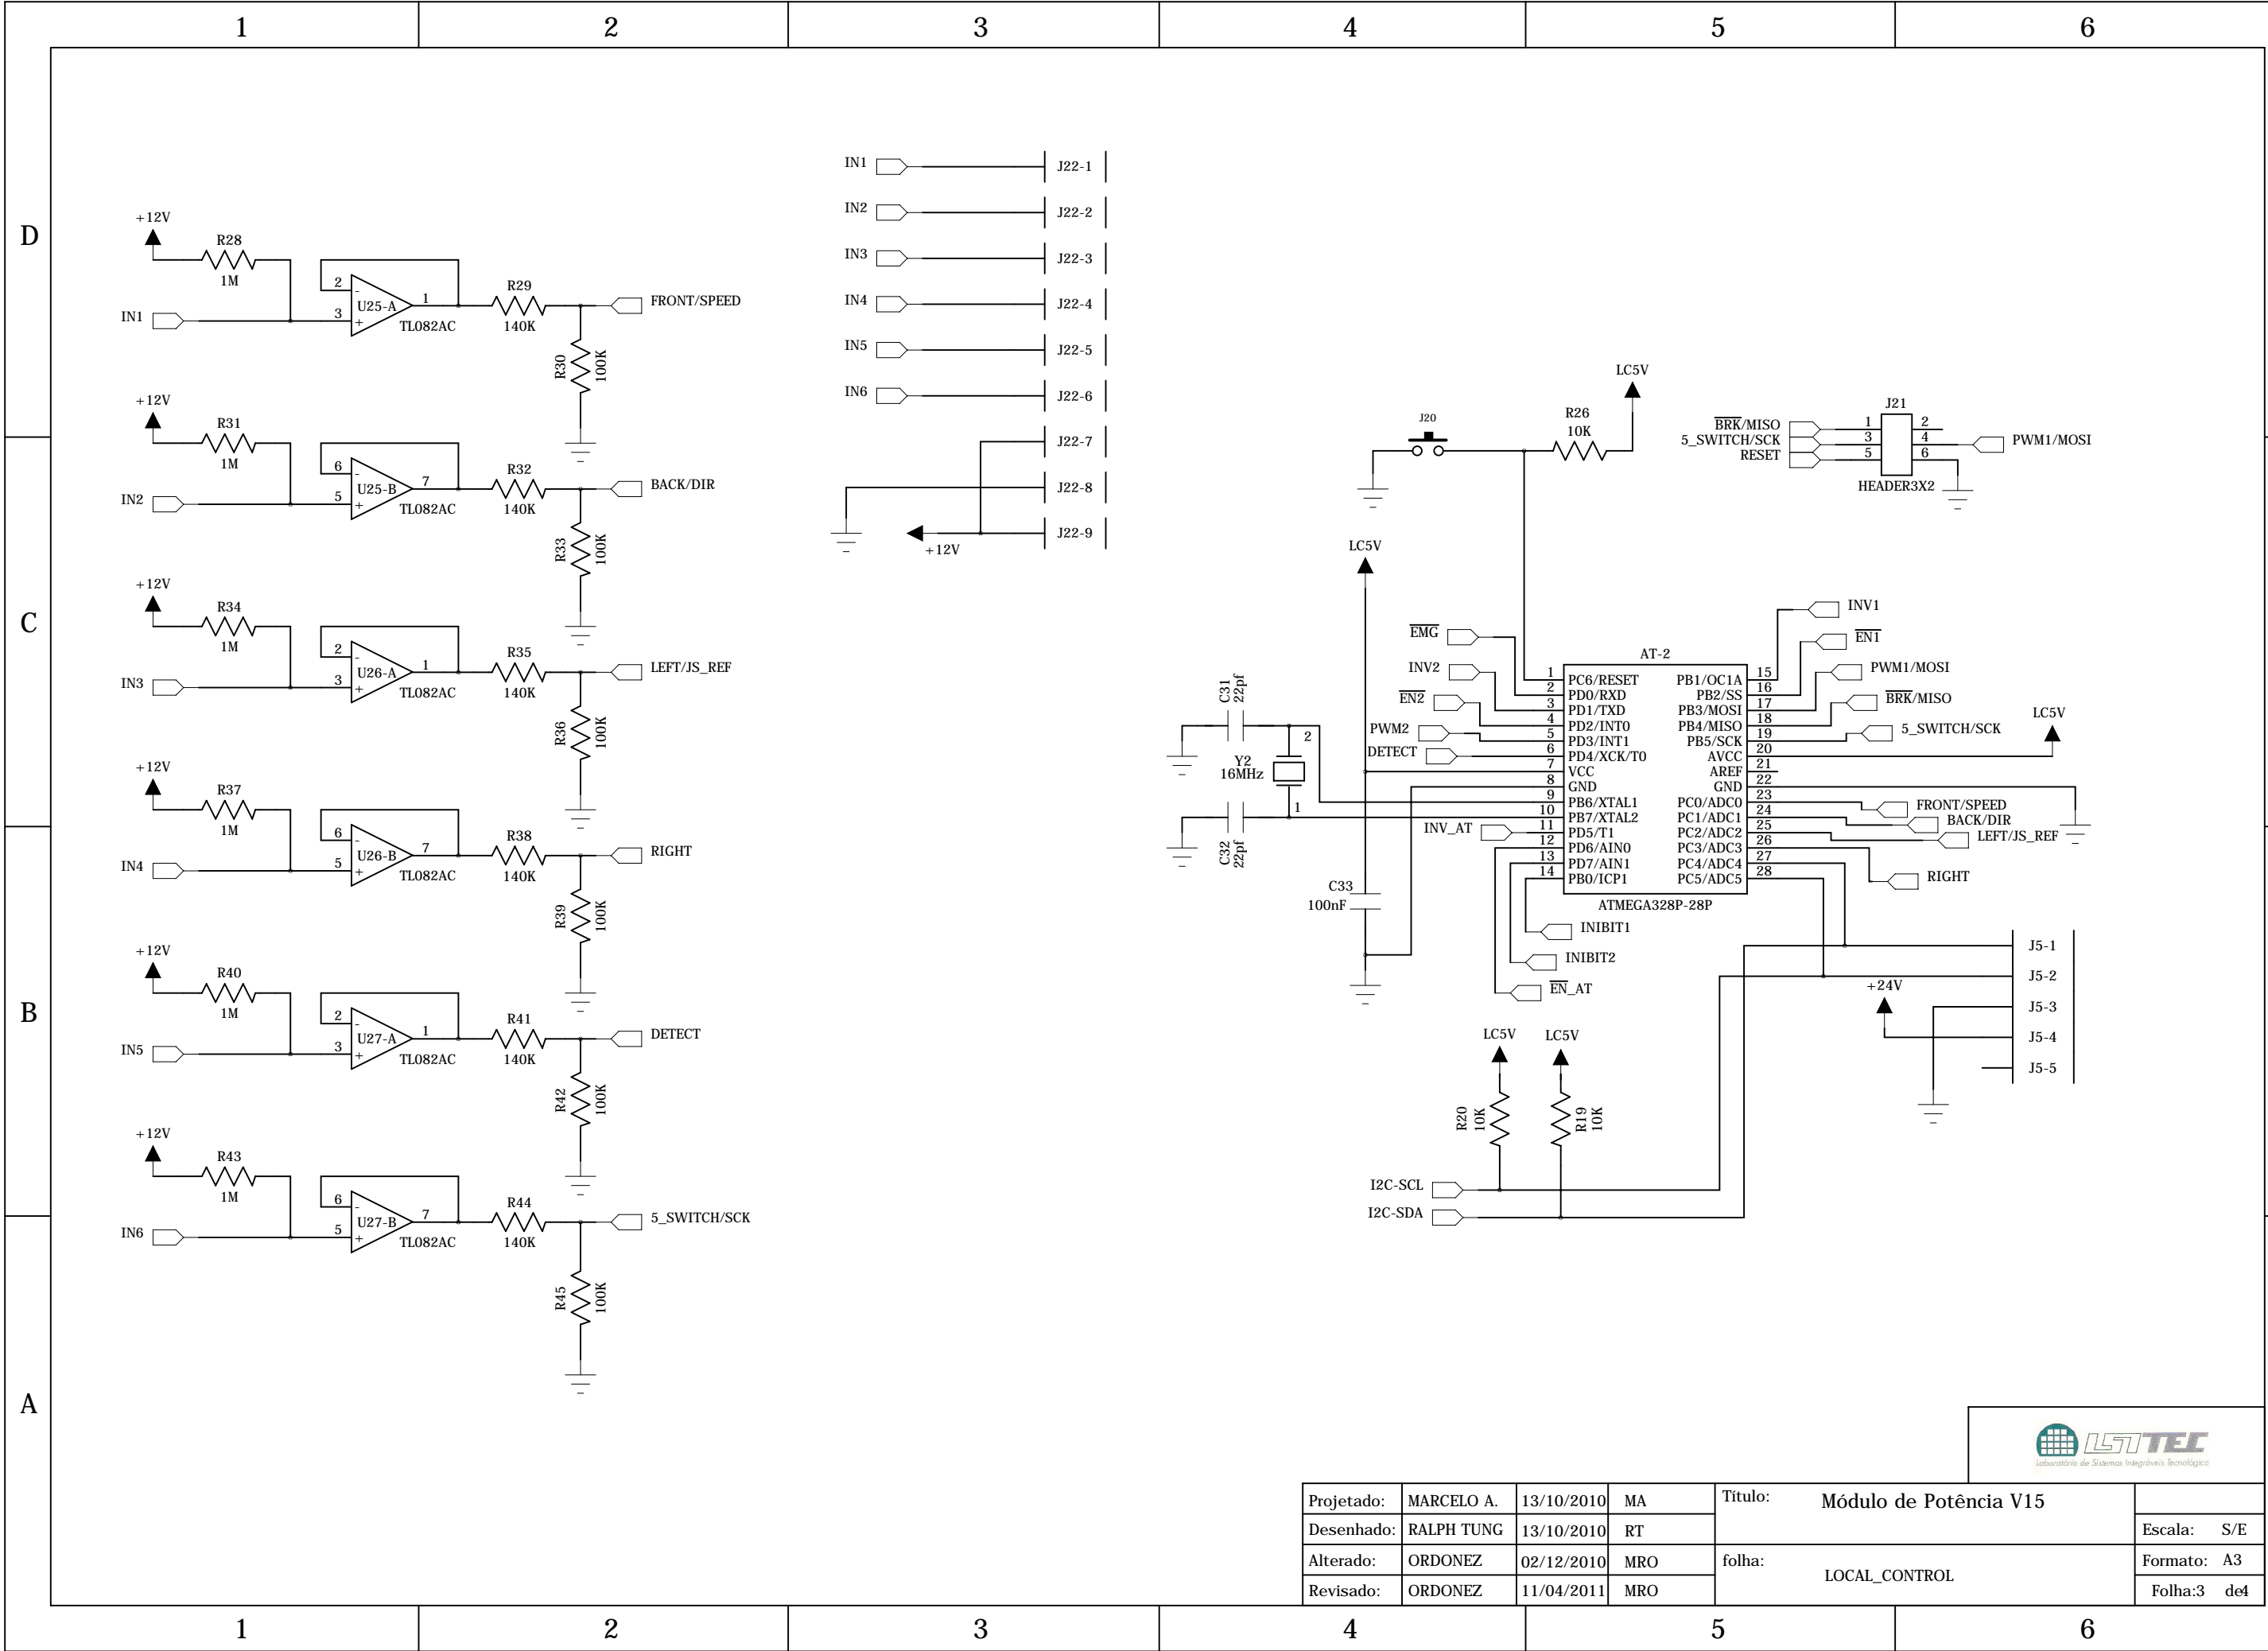 1 2 3 4 5 6
D
C
B
A
+12V
R28
1M
IN1
2
-
3
+
U25-A
1
TL082AC
R29
140K
R30
100K
FRONT/SPEED
+12V
R31
1M
IN2
6
-
5
+
U25-B
7
TL082AC
R32
140K
R33
100K
BACK/DIR
+12V
R34
1M
IN3
2
-
3
+
U26-A
1
TL082AC
R35
140K
R36
100K
LEFT/JS_REF
+12V
R37
1M
IN4
6
-
5
+
U26-B
7
TL082AC
R38
140K
R39
100K
RIGHT
+12V
R40
1M
IN5
2
-
3
+
U27-A
1
TL082AC
R41
140K
R42
100K
DETECT
+12V
R43
1M
IN6
6
-
5
+
U27-B
7
TL082AC
R44
140K
R45
100K
5_SWITCH/SCK
IN1 J22-1
IN2 J22-2
IN3 J22-3
IN4 J22-4
IN5 J22-5
IN6 J22-6
J22-7
J22-8
J22-9
+12V
J20
R26
10K
LC5V
J21
BRK/MISO 1 2
5_SWITCH/SCK 3 4 PWM1/MOSI
RESET 5 6
HEADER3X2
LC5V
EMG
INV2
EN2
PWM2
DETECT
INV_AT
C31
22pf
Y2
16MHz
2
1
C32
22pf
C33
100nF
AT-2
1 PC6/RESET PB1/OC1A 15
2 PD0/RXD PB2/SS 16
3 PD1/TXD PB3/MOSI 17
4 PD2/INT0 PB4/MISO 18
5 PD3/INT1 PB5/SCK 19
6 PD4/XCK/T0 AVCC 20
7 VCC AREF 21
8 GND GND 22
9 PB6/XTAL1 PC0/ADC0 23
10 PB7/XTAL2 PC1/ADC1 24
11 PD5/T1 PC2/ADC2 25
12 PD6/AIN0 PC3/ADC3 26
13 PD7/AIN1 PC4/ADC4 27
14 PB0/ICP1 PC5/ADC5 28
ATMEGA328P-28P
INV1
EN1
PWM1/MOSI
BRK/MISO
5_SWITCH/SCK
LC5V
FRONT/SPEED
BACK/DIR
LEFT/JS_REF
RIGHT
INIBIT1
INIBIT2
EN_AT
J5-1
J5-2
J5-3
J5-4
J5-5
+24V
LC5V LC5V
R20
10K
R19
10K
I2C-SCL
I2C-SDA
LSITEC
Laboratório de Sistemas Integráveis Tecnológico
Projetado: MARCELO A. 13/10/2010 MA
Desenhado: RALPH TUNG 13/10/2010 RT
Alterado: ORDONEZ 02/12/2010 MRO
Revisado: ORDONEZ 11/04/2011 MRO
Título: Módulo de Potência V15
folha: LOCAL_CONTROL
Escala: S/E
Formato: A3
Folha:3 de4
1 2 3 4 5 6